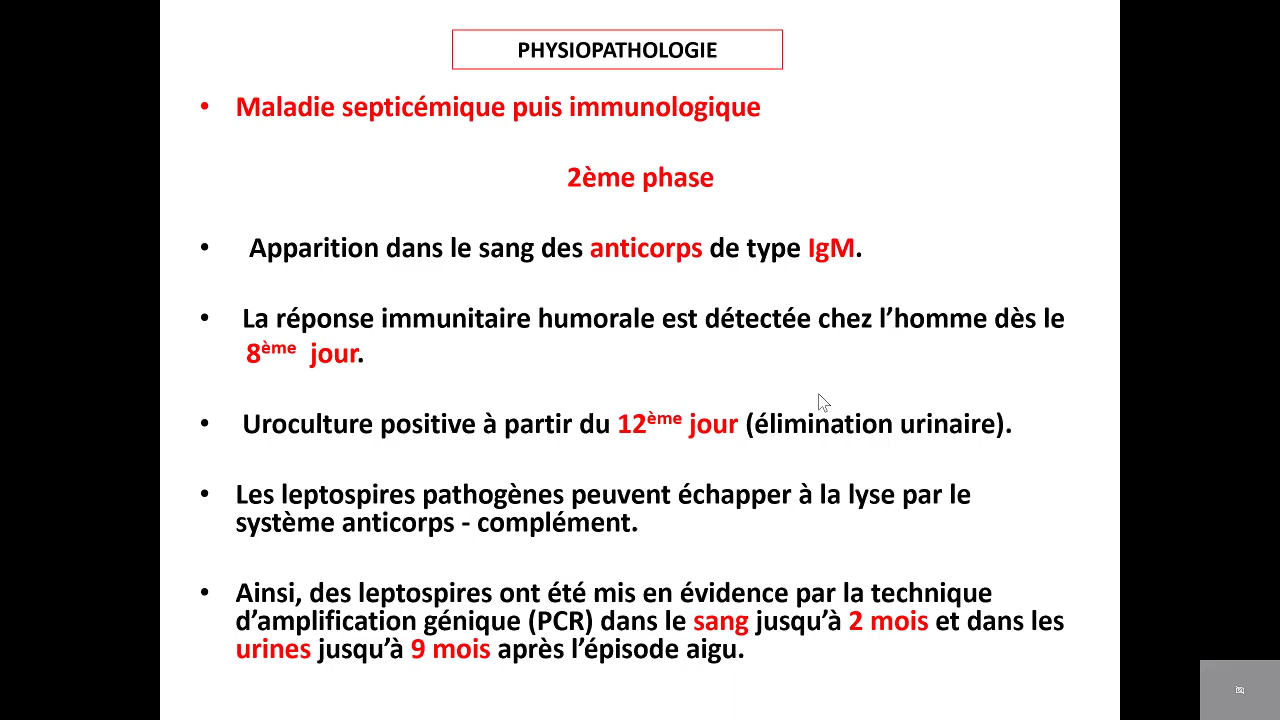 PHYSIOPATHOLOGIE
• Maladie septicémique puis immunologique
2ème phase
• Apparition dans le sang des anticorps de type IgM.
• La réponse immunitaire humorale est détectée chez l’homme dès le
8ème jour.
• Uroculture positive à partir du 12ème jour (élimination urinaire).
• Les leptospires pathogènes peuvent échapper à la lyse par le
système anticorps - complément.
• Ainsi, des leptospires ont été mis en évidence par la technique
d’amplification génique (PCR) dans le sang jusqu’à 2 mois et dans les
urines jusqu’à 9 mois après l’épisode aigu.